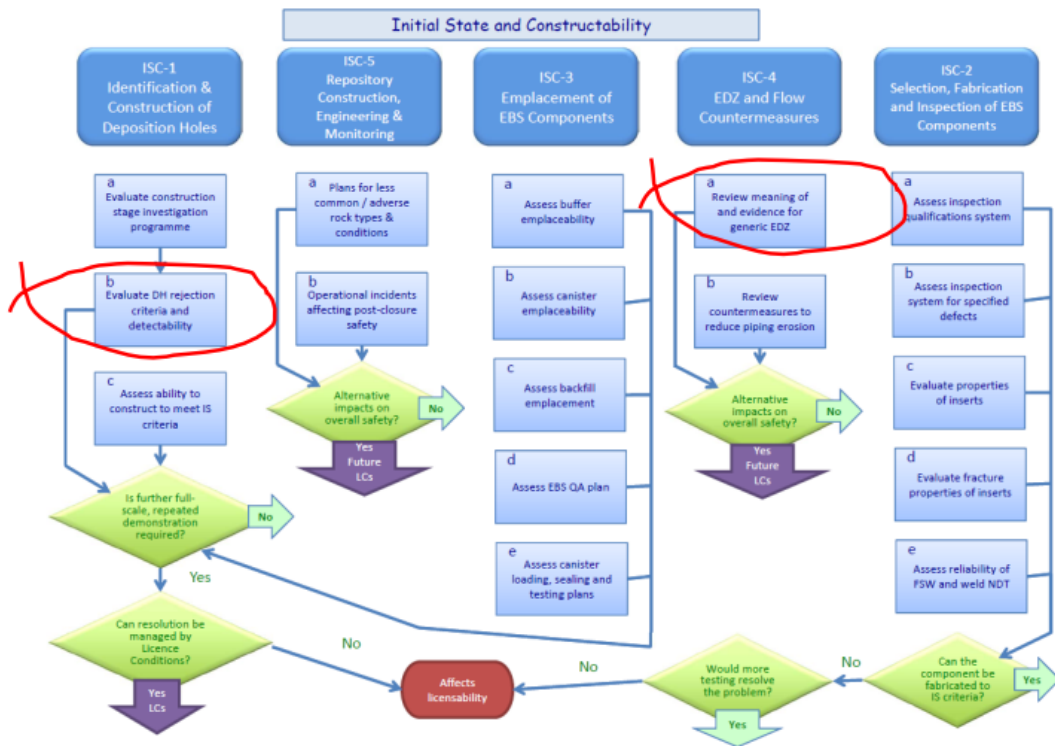 Initial State and Constructability
ISC-1
Identification &
Construction of
Deposition Holes
a
Evaluate construction
stage investigation
programme
b
Evaluate DH rejection
criteria and
detectability
c
Assess ability to
construct to meet IS
criteria
Is further full-
scale, repeated
demonstration
required?
No
Yes
Can resolution be
managed by
Licence
Conditions?
No
Yes
LCs
ISC-5
Repository
Construction,
Engineering &
Monitoring
a
Plans for less
common / adverse
rock types &
conditions
b
Operational incidents
affecting post-closure
safety
Alternative
impacts on
overall safety?
No
Yes
Future
LCs
ISC-3
Emplacement of
EBS Components
a
Assess buffer
emplaceability
b
Assess canister
emplaceability
c
Assess backfill
emplacement
d
Assess EBS QA plan
e
Assess canister
loading, sealing and
testing plans
Affects
licensability
ISC-4
EDZ and Flow
Countermeasures
a
Review meaning of
and evidence for
generic EDZ
b
Review
countermeasures to
reduce piping erosion
Alternative
impacts on
overall safety?
No
Yes
Future
LCs
ISC-2
Selection, Fabrication
and Inspection of EBS
Components
a
Assess inspection
qualifications system
b
Assess inspection
system for specified
defects
c
Evaluate properties
of inserts
d
Evaluate fracture
properties of inserts
e
Assess reliability of
FSW and weld NDT
Can the
component be
fabricated to
IS criteria?
Yes
No
Would more
testing resolve
the problem?
No
Yes